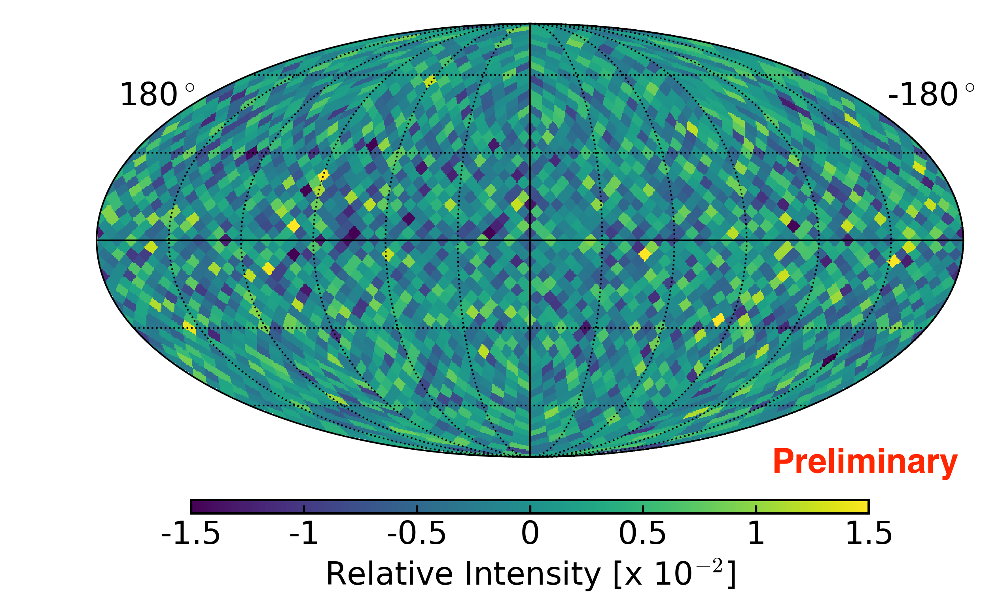 180° -180°
Preliminary
-1.5 -1 -0.5 0 0.5 1 1.5
Relative Intensity [x 10⁻²]